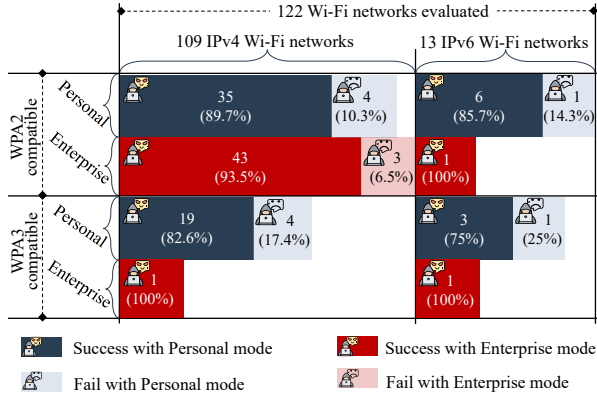 122 Wi-Fi networks evaluated
109 IPv4 Wi-Fi networks
13 IPv6 Wi-Fi networks
WPA2 compatible
Personal
35
(89.7%)
4
(10.3%)
6
(85.7%)
1
(14.3%)
Enterprise
43
(93.5%)
3
(6.5%)
1
(100%)
WPA3 compatible
Personal
19
(82.6%)
4
(17.4%)
3
(75%)
1
(25%)
Enterprise
1
(100%)
1
(100%)
Success with Personal mode
Success with Enterprise mode
Fail with Personal mode
Fail with Enterprise mode